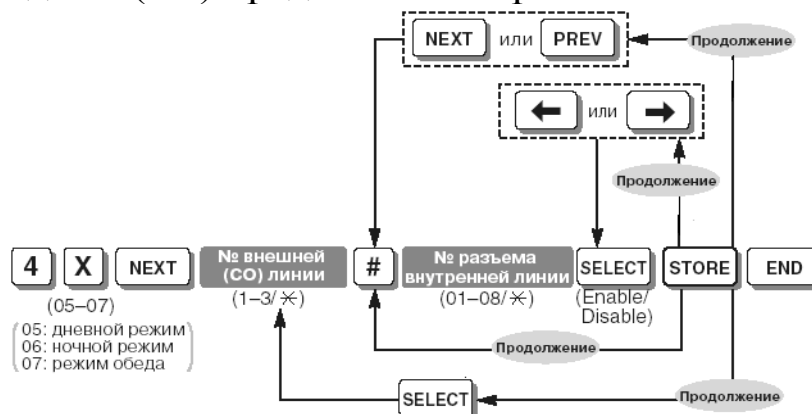 NEXT или PREV
Продолжение
← или →
Продолжение
4 X NEXT № внешней (CO) линии # № разъема внутренней линии SELECT STORE END
(05–07) (1–3/✳) (01–08/✳) (Enable/ Disable)
05: дневной режим
06: ночной режим
07: режим обеда
Продолжение
SELECT
Продолжение